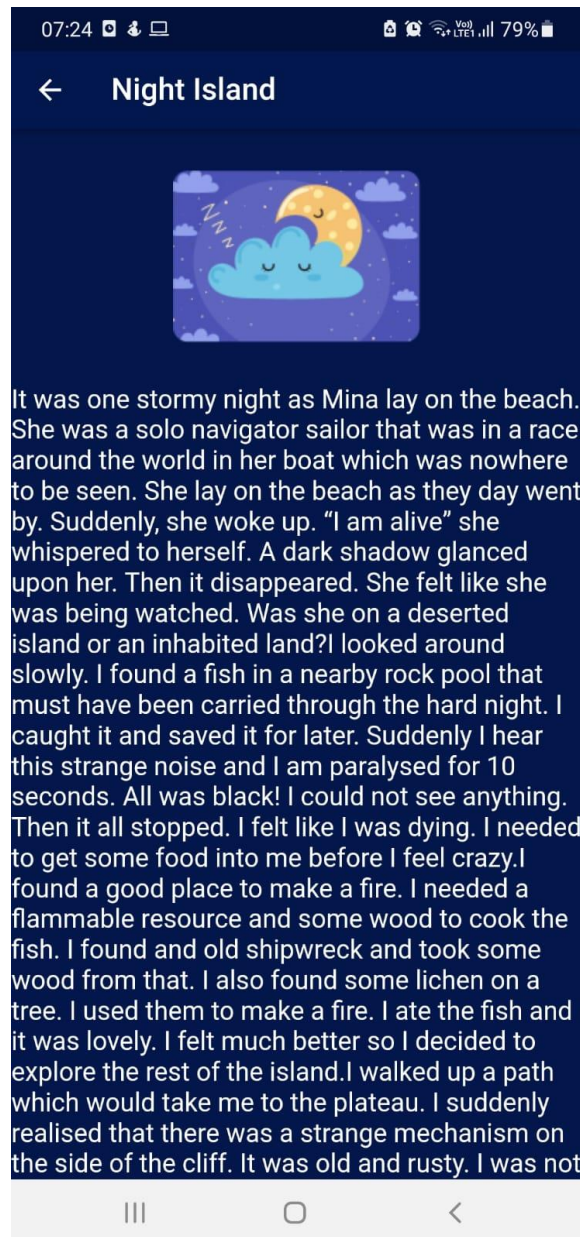 07:24 Vo)) LTE1 79%
Night Island
Z Z Z
It was one stormy night as Mina lay on the beach.
She was a solo navigator sailor that was in a race
around the world in her boat which was nowhere
to be seen. She lay on the beach as they day went
by. Suddenly, she woke up. “I am alive” she
whispered to herself. A dark shadow glanced
upon her. Then it disappeared. She felt like she
was being watched. Was she on a deserted
island or an inhabited land?I looked around
slowly. I found a fish in a nearby rock pool that
must have been carried through the hard night. I
caught it and saved it for later. Suddenly I hear
this strange noise and I am paralysed for 10
seconds. All was black! I could not see anything.
Then it all stopped. I felt like I was dying. I needed
to get some food into me before I feel crazy.I
found a good place to make a fire. I needed a
flammable resource and some wood to cook the
fish. I found and old shipwreck and took some
wood from that. I also found some lichen on a
tree. I used them to make a fire. I ate the fish and
it was lovely. I felt much better so I decided to
explore the rest of the island.I walked up a path
which would take me to the plateau. I suddenly
realised that there was a strange mechanism on
the side of the cliff. It was old and rusty. I was not